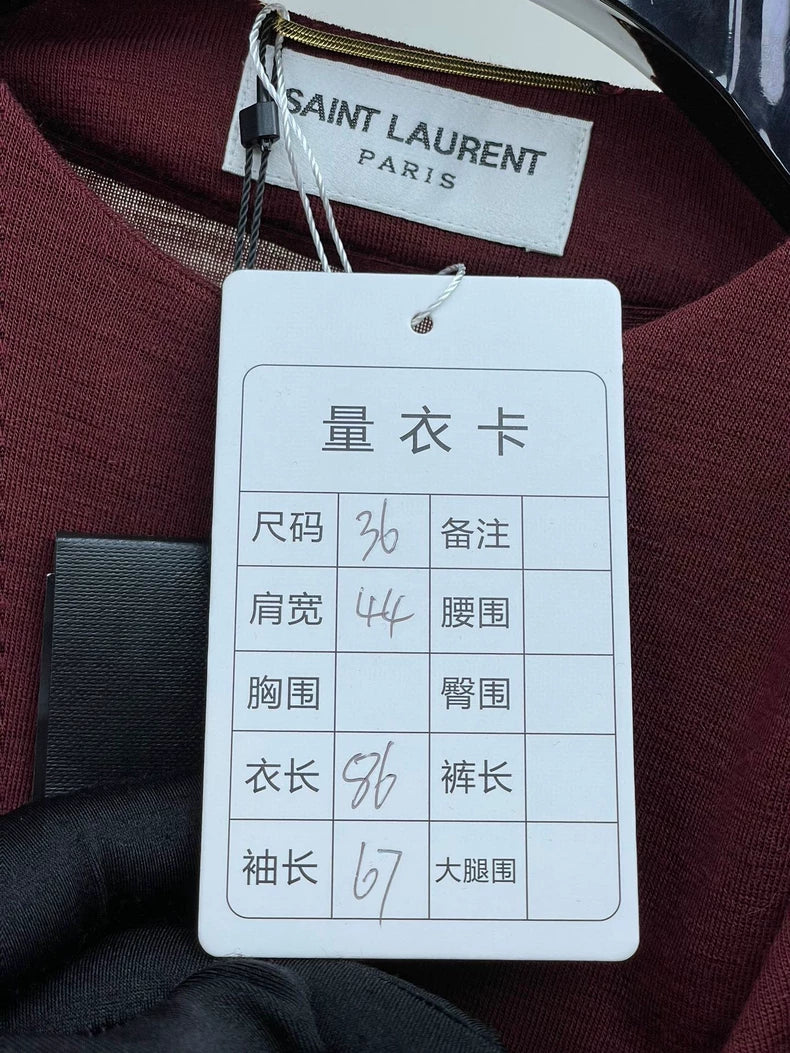 SAINT LAURENT
PARIS
量衣卡
尺码 36 备注
肩宽 44 腰围
胸围 臀围
衣长 86 裤长
袖长 67 大腿围